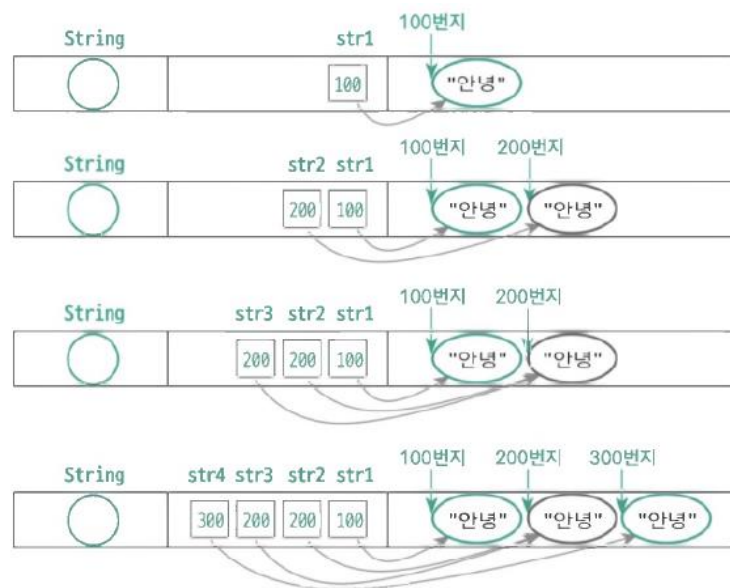 String str1 100번지
100 "안녕"
String str2 str1 100번지 200번지
200 100 "안녕" "안녕"
String str3 str2 str1 100번지 200번지
200 200 100 "안녕" "안녕"
String str4 str3 str2 str1 100번지 200번지 300번지
300 200 200 100 "안녕" "안녕" "안녕"